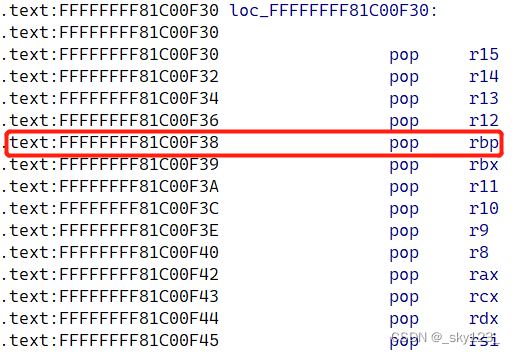 .text:FFFFFFFF81C00F30 loc_FFFFFFFF81C00F30:
.text:FFFFFFFF81C00F30
.text:FFFFFFFF81C00F30 pop r15
.text:FFFFFFFF81C00F32 pop r14
.text:FFFFFFFF81C00F34 pop r13
.text:FFFFFFFF81C00F36 pop r12
.text:FFFFFFFF81C00F38 pop rbp
.text:FFFFFFFF81C00F39 pop rbx
.text:FFFFFFFF81C00F3A pop r11
.text:FFFFFFFF81C00F3C pop r10
.text:FFFFFFFF81C00F3E pop r9
.text:FFFFFFFF81C00F40 pop r8
.text:FFFFFFFF81C00F42 pop rax
.text:FFFFFFFF81C00F43 pop rcx
.text:FFFFFFFF81C00F44 pop rdx
.text:FFFFFFFF81C00F45 pop rsi
CSDN @_sky123_